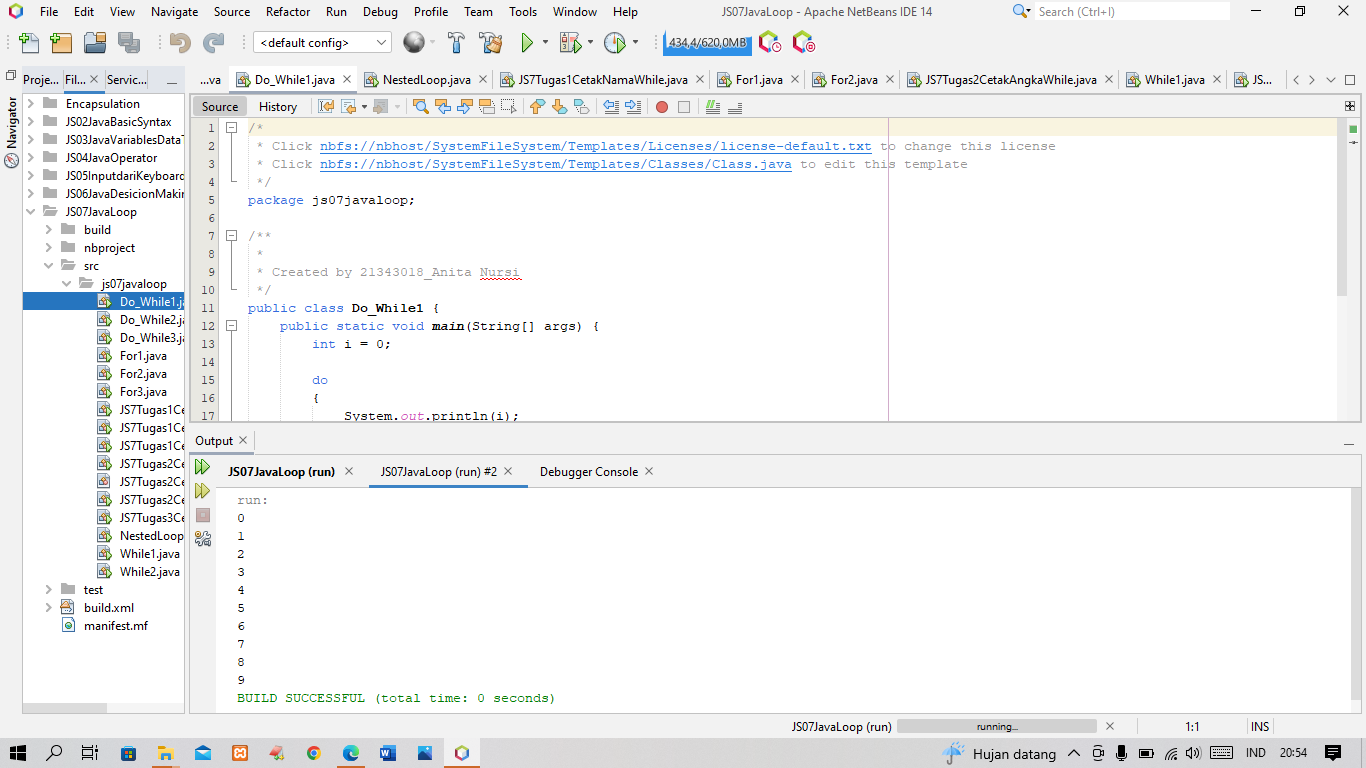 File Edit View Navigate Source Refactor Run Debug Profile Team Tools Window Help
JS07JavaLoop - Apache NetBeans IDE 14
Search (Ctrl+I)
<default config>
434,4/620,0MB
Proje... Fil... Servic...
...va Do_While1.java NestedLoop.java JS7Tugas1CetakNamaWhile.java For1.java For2.java JS7Tugas2CetakAngkaWhile.java While1.java JS...
Navigator
Source History
Encapsulation
JS02JavaBasicSyntax
JS03JavaVariablesDataT
JS04JavaOperator
JS05InputdariKeyboard
JS06JavaDesicionMakin
JS07JavaLoop
build
nbproject
src
js07javaloop
Do_While1.ja
Do_While2.ja
Do_While3.ja
For1.java
For2.java
For3.java
JS7Tugas1Ce
JS7Tugas1Ce
JS7Tugas1Ce
JS7Tugas2Ce
JS7Tugas2Ce
JS7Tugas2Ce
JS7Tugas3Ce
NestedLoop
While1.java
While2.java
test
build.xml
manifest.mf
1 /*
2 * Click nbfs://nbhost/SystemFileSystem/Templates/Licenses/license-default.txt to change this license
3 * Click nbfs://nbhost/SystemFileSystem/Templates/Classes/Class.java to edit this template
4 */
5 package js07javaloop;
6
7 /**
8 *
9 * Created by 21343018_Anita Nursi
10 */
11 public class Do_While1 {
12 public static void main(String[] args) {
13 int i = 0;
14
15 do
16 {
17 System.out.println(i);
Output
JS07JavaLoop (run) JS07JavaLoop (run) #2 Debugger Console
run:
0
1
2
3
4
5
6
7
8
9
BUILD SUCCESSFUL (total time: 0 seconds)
JS07JavaLoop (run) running... 1:1 INS
Hujan datang IND 20:54